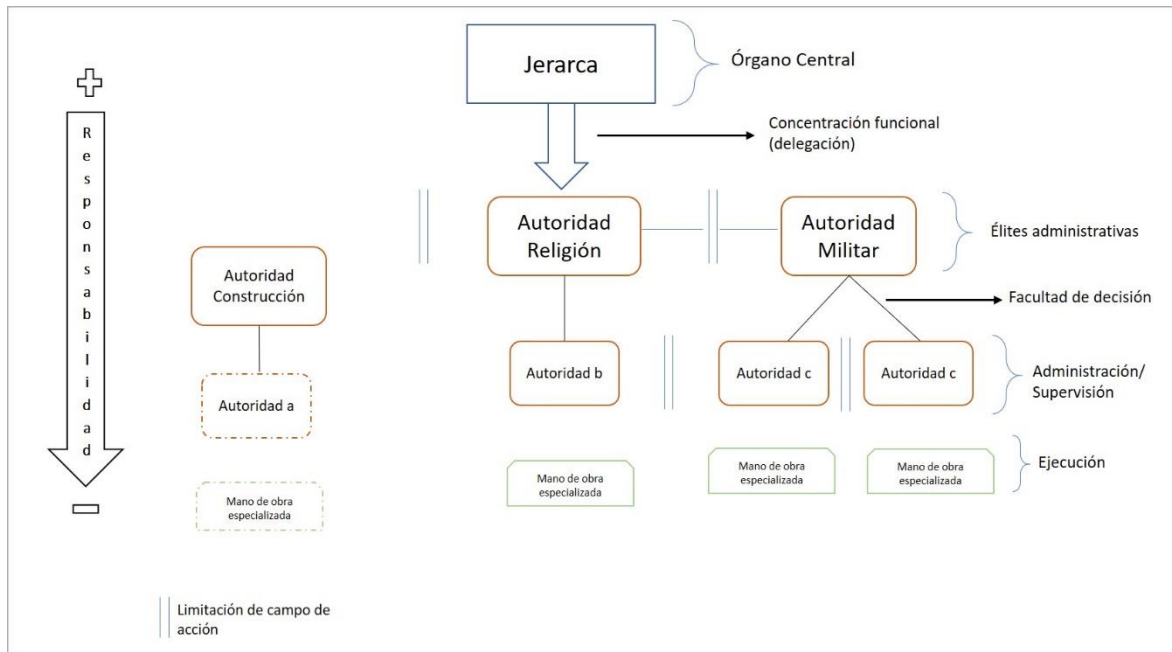 Jerarca
Órgano Central
Responsabilidad
Concentración funcional
(delegación)
Autoridad
Religión
Autoridad
Militar
Élites administrativas
Autoridad
Construcción
Facultad de decisión
Autoridad a
Autoridad b
Autoridad c
Autoridad c
Administración/
Supervisión
Mano de obra
especializada
Mano de obra
especializada
Mano de obra
especializada
Mano de obra
especializada
Ejecución
Limitación de campo de
acción